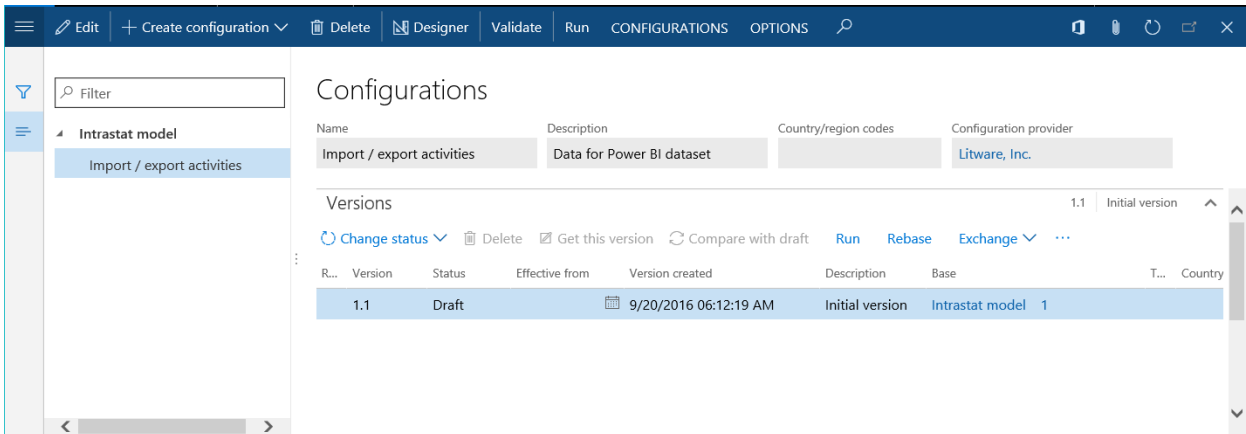 Edit + Create configuration Delete Designer Validate Run CONFIGURATIONS OPTIONS
Filter
Intrastat model
Import / export activities
Configurations
Name Description Country/region codes Configuration provider
Import / export activities Data for Power BI dataset Litware, Inc.
Versions 1.1 Initial version
Change status Delete Get this version Compare with draft Run Rebase Exchange ...
R... Version Status Effective from Version created Description Base T... Country
1.1 Draft 9/20/2016 06:12:19 AM Initial version Intrastat model 1